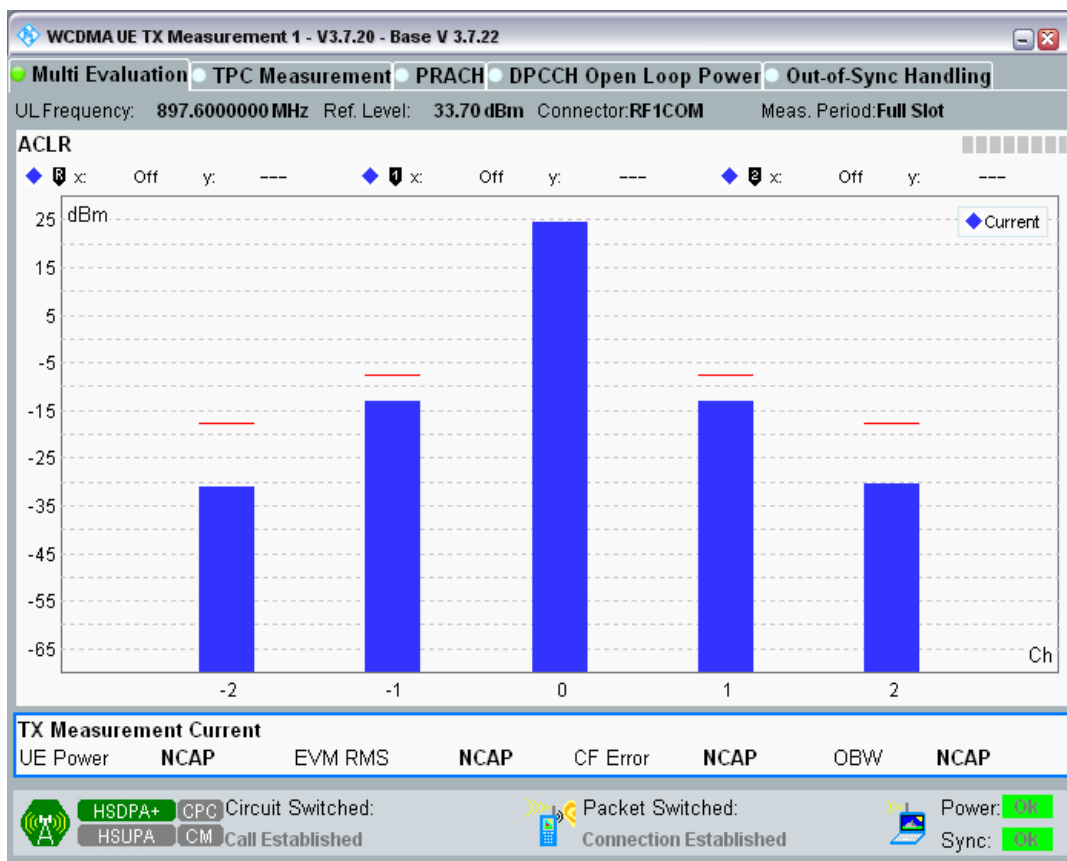 WCDMA UE TX Measurement 1 - V3.7.20 - Base V 3.7.22
Multi Evaluation TPC Measurement PRACH DPCCH Open Loop Power Out-of-Sync Handling
UL Frequency: 897.6000000 MHz Ref. Level: 33.70 dBm Connector:RF1COM Meas. Period:Full Slot
ACLR
R x: Off y: --- 1 x: Off y: --- 2 x: Off y: ---
dBm
Current
25
15
5
-5
-15
-25
-35
-45
-55
-65
Ch
-2 -1 0 1 2
TX Measurement Current
UE Power NCAP EVM RMS NCAP CF Error NCAP OBW NCAP
HSDPA+ CPC Circuit Switched: Packet Switched: Power: Ok
HSUPA CM Call Established Connection Established Sync: Ok